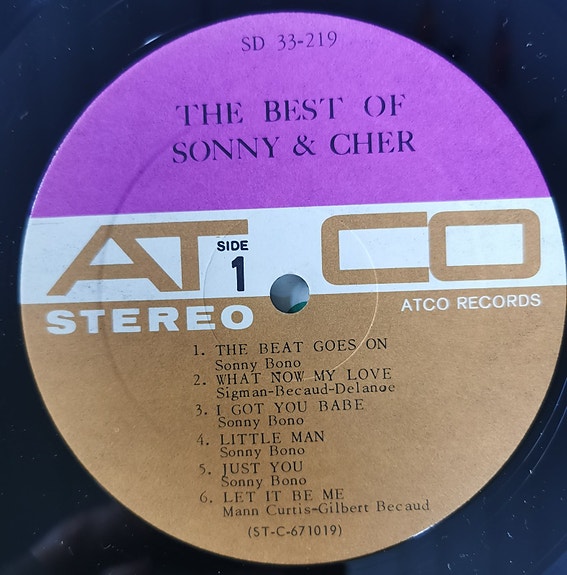 SD 33-219
THE BEST OF
SONNY & CHER
ATCO
SIDE
1
STEREO
ATCO RECORDS
1. THE BEAT GOES ON
Sonny Bono
2. WHAT NOW MY LOVE
Sigman-Becaud-Delanoe
3. I GOT YOU BABE
Sonny Bono
4. LITTLE MAN
Sonny Bono
5. JUST YOU
Sonny Bono
6. LET IT BE ME
Mann Curtis-Gilbert Becaud
(ST-C-671019)